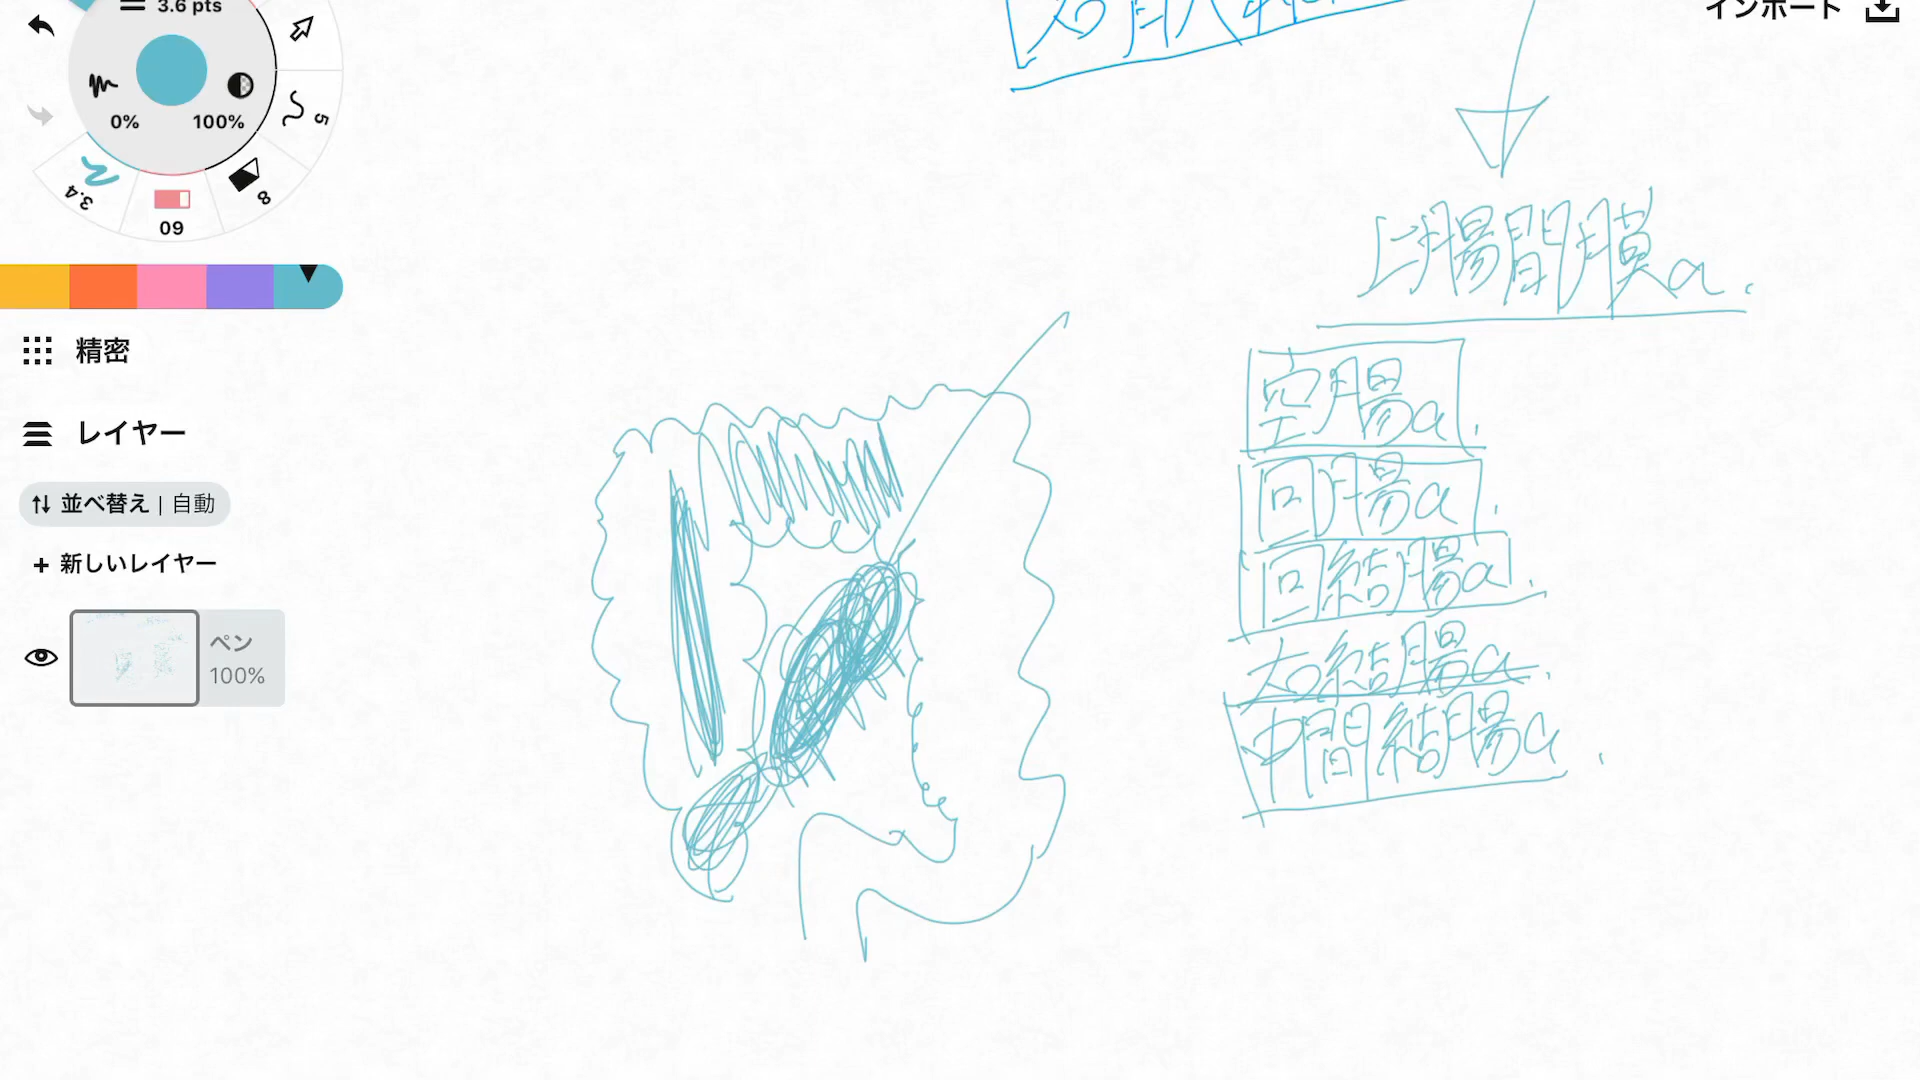 3.6 pts
インポート
0%
100%
5
8
3.4
60
精密
レイヤー
並べ替え | 自動
+ 新しいレイヤー
ペン
100%
上腸間膜a.
空腸a.
回腸a.
回結腸a.
右結腸a.
中間結腸a.